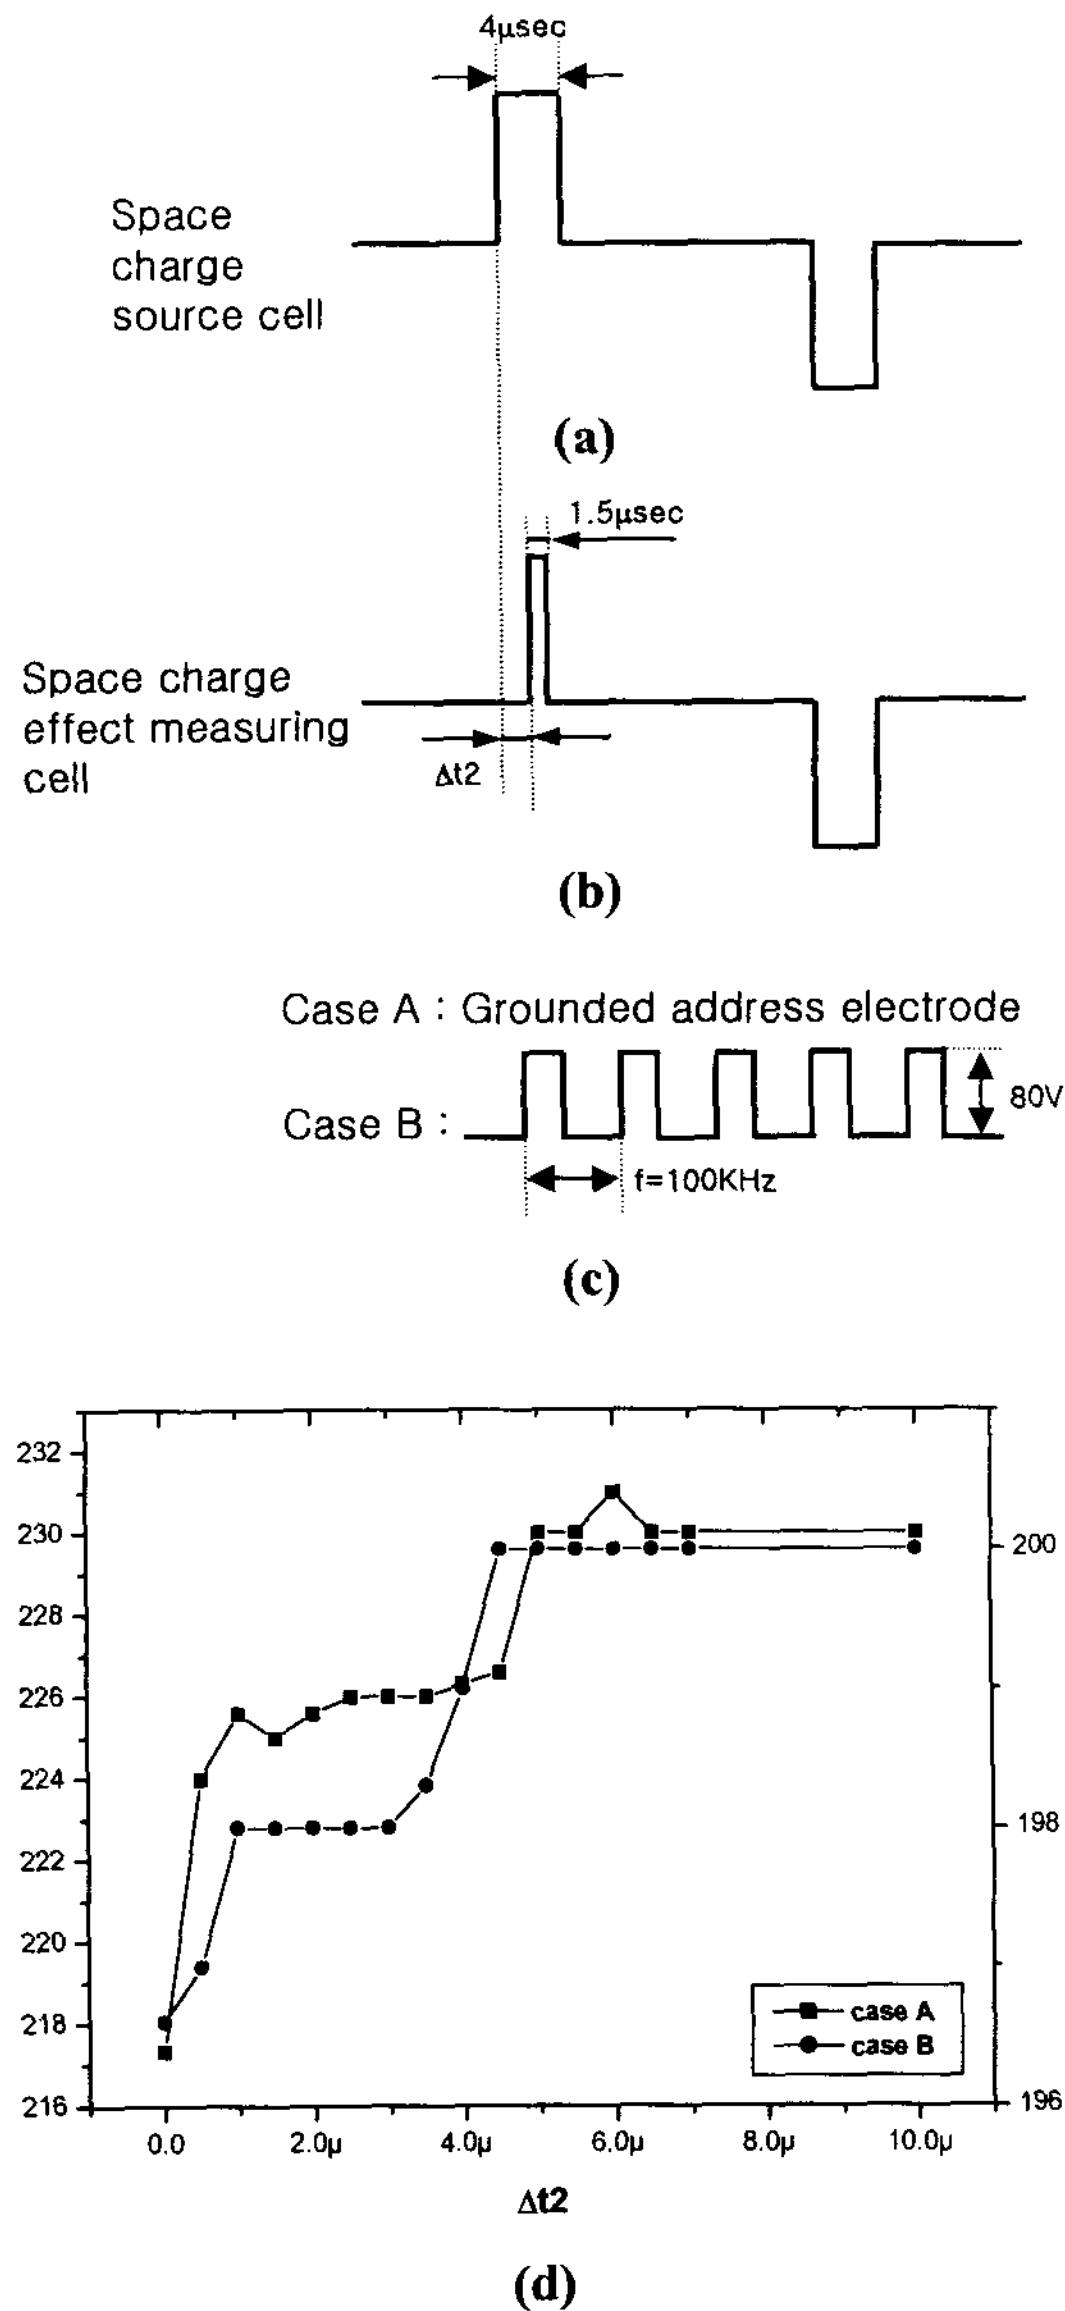 4μsec
Space
charge
source cell
(a)
1.5μsec
Space charge
effect measuring
cell
Δt2
(b)
Case A : Grounded address electrode
Case B :
80V
f=100KHz
(c)
232
230
228
226
224
222
220
218
216
200
198
196
case A
case B
0.0 2.0μ 4.0μ 6.0μ 8.0μ 10.0μ
Δt2
(d)